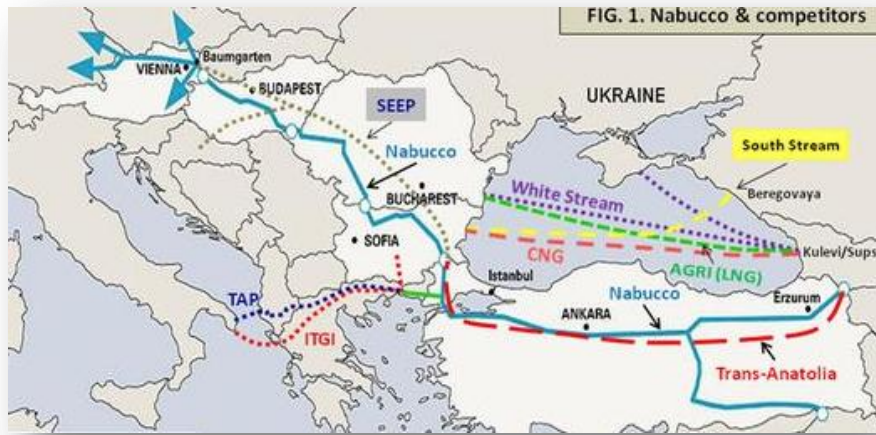 FIG. 1. Nabucco & competitors
Baumgarten
VIENNA
BUDAPEST
SEEP
UKRAINE
South Stream
Nabucco
White Stream
Beregovaya
BUCHAREST
SOFIA
CNG
AGRI (LNG)
Kulevi/Sups
TAP
Istanbul
Nabucco
Erzurum
ANKARA
ITGI
Trans-Anatolia